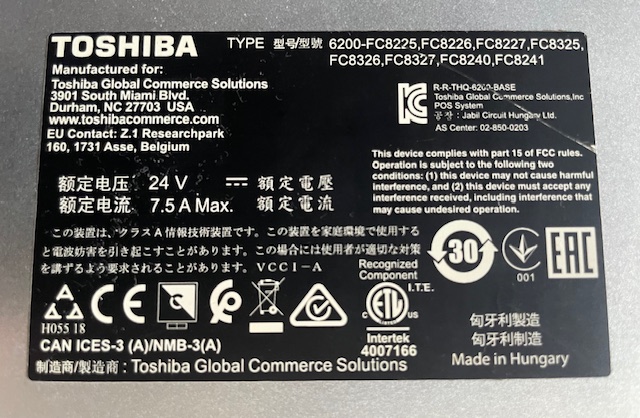 TOSHIBA
TYPE 型号/型號 6200-FC8225,FC8226,FC8227,FC8325,
FC8326,FC8327,FC8240,FC8241
Manufactured for:
Toshiba Global Commerce Solutions
3901 South Miami Blvd.
Durham, NC 27703 USA
www.toshibacommerce.com
EU Contact: Z.1 Researchpark
160, 1731 Asse, Belgium
R-R-THQ-6200-BASE
Toshiba Global Commerce Solutions,Inc
POS System
공장 : Jabil Circuit Hungary Ltd.
AS Center: 02-850-0203
This device complies with part 15 of FCC rules.
Operation is subject to the following two
conditions: (1) this device may not cause harmful
interference, and (2) this device must accept any
interference received, including interference that
may cause undesired operation.
额定电压 24 V 額定電壓
额定电流 7.5 A Max. 額定電流
この装置は、クラスA情報技術装置です。この装置を家庭環境で使用する
と電波妨害を引き起こすことがあります。この場合には使用者が適切な対策
を講ずるよう要求されることがあります。VCCI-A
Recognized
Component
I.T.E.
30
001
EAC
H055 18
CE
ETL
Intertek
4007166
CAN ICES-3 (A)/NMB-3(A)
匈牙利製造
匈牙利制造
Made in Hungary
制造商/製造商: Toshiba Global Commerce Solutions